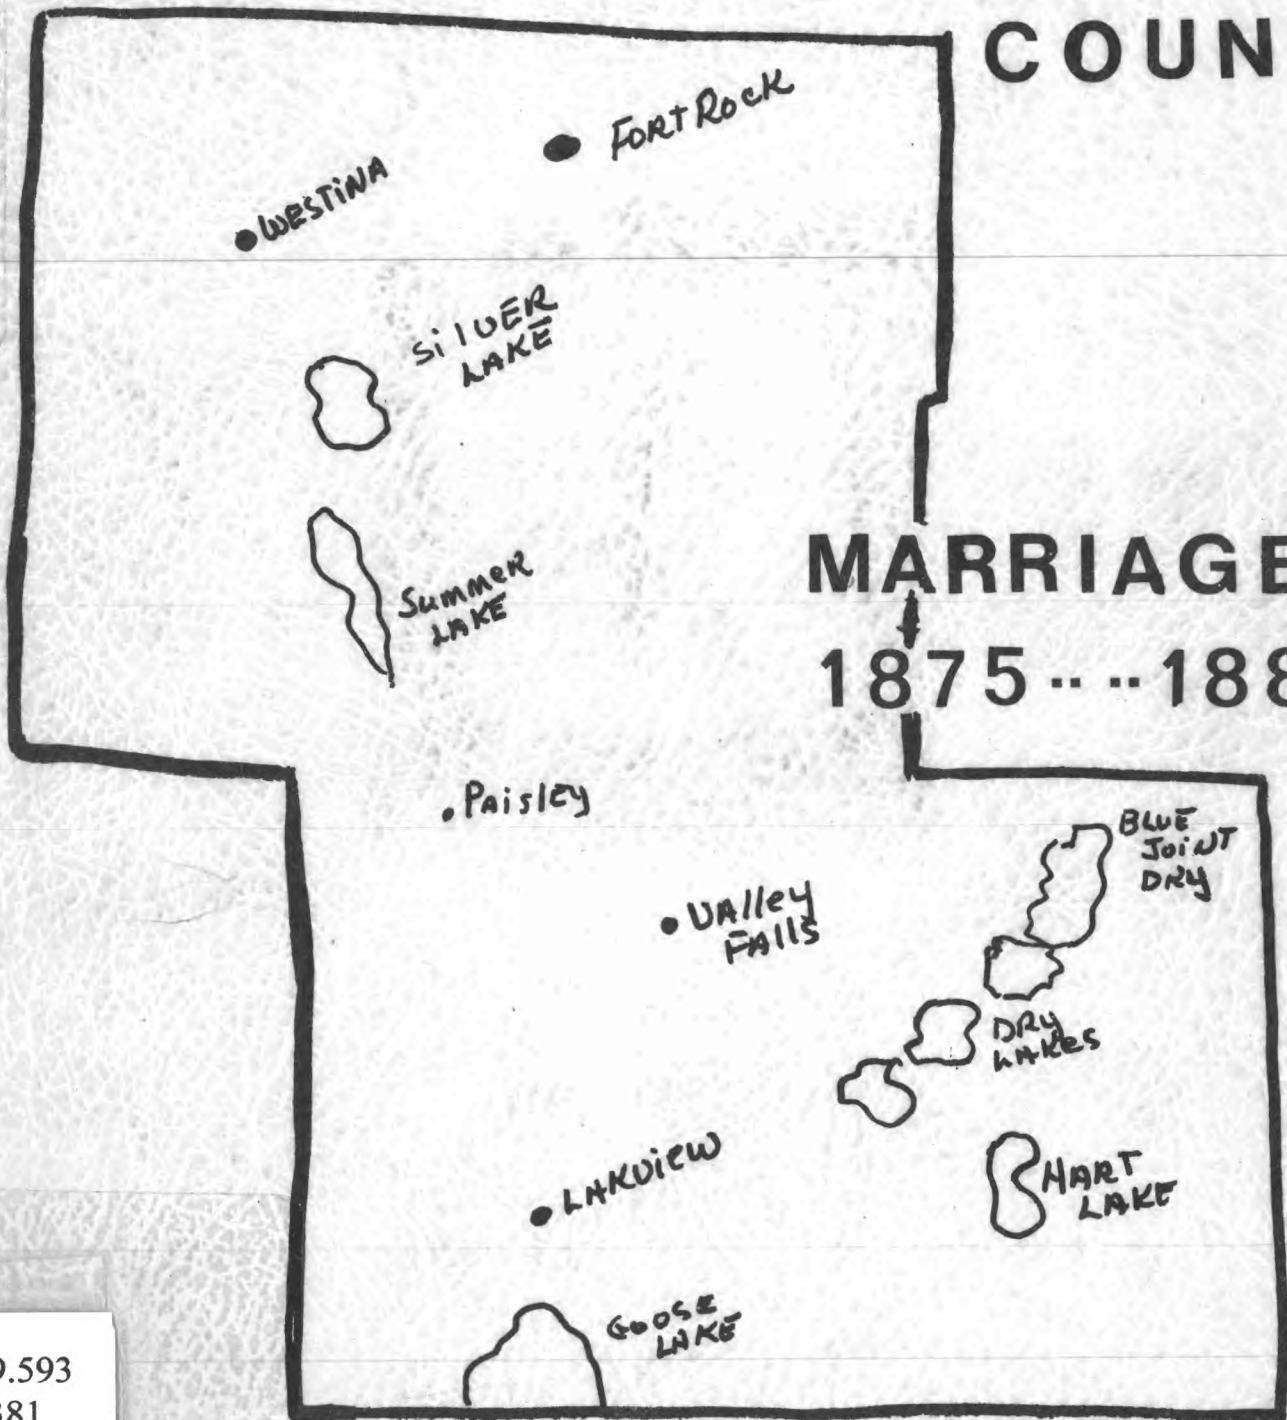 COUN
FORT ROCK
WESTINA
SILVER
LAKE
MARRIAGE
Summer
LAKE
1875 -- -- 188
PAISLEY
BLUE
JOINT
DRY
VAlley
FAlls
DRY
LAKES
LAKVIEW
HART
LAKE
GOOSE
LAKE
9.593
381